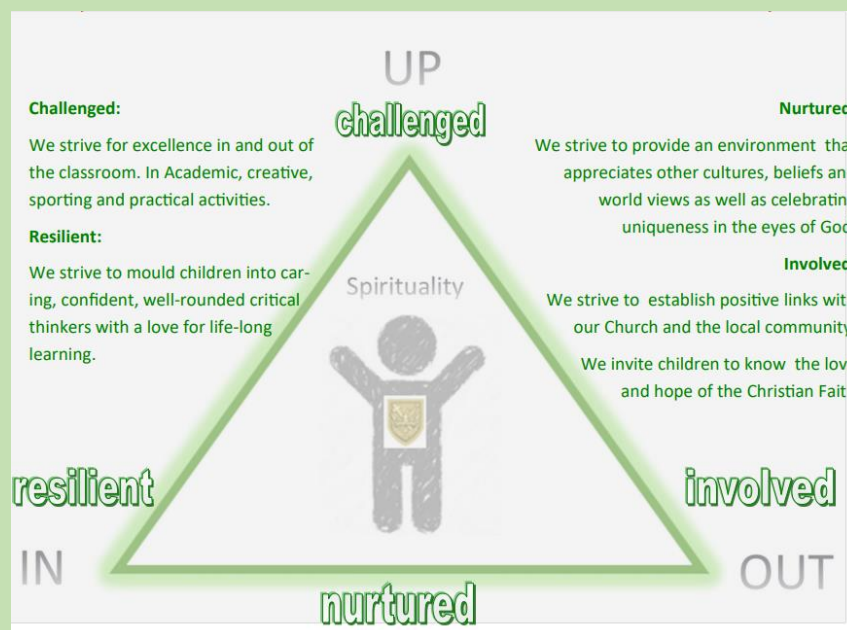 UP
challenged
Challenged:
We strive for excellence in and out of
the classroom. In Academic, creative,
sporting and practical activities.
Resilient:
We strive to mould children into car-
ing, confident, well-rounded critical
thinkers with a love for life-long
learning.
Nurtured
We strive to provide an environment tha
appreciates other cultures, beliefs an
world views as well as celebratin
uniqueness in the eyes of God
Involved
We strive to establish positive links wit
our Church and the local community
We invite children to know the lov
and hope of the Christian Fait
Spirituality
resilient
involved
IN
OUT
nurtured